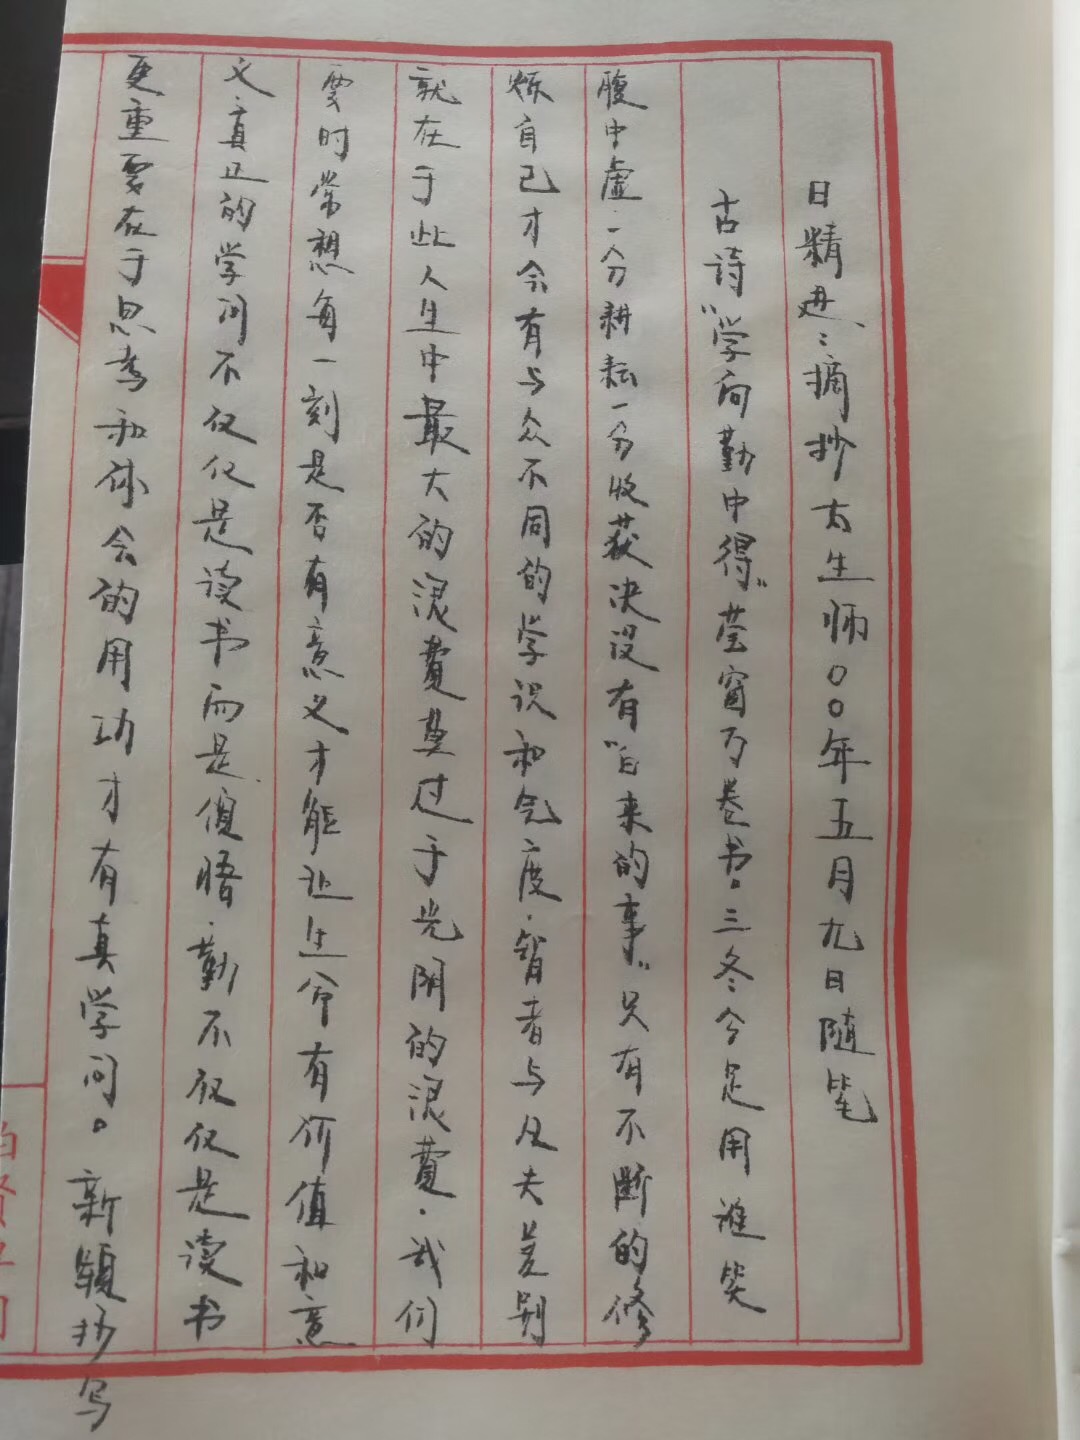 日精进：摘抄太生师〇〇年五月九日随笔
古诗“学问勤中得”萤窗万卷书。三冬今足用谁笑
腹中虚．一分耕耘一分收获决没有“白来的事”只有不断的修
炼自己才会有与众不同的学识和气度．智者与凡夫差别
就在于此人生中最大的浪费莫过于光阴的浪费．我们
要时常想每一刻是否有意义才能让生命有价值和意
义．真正的学问不仅仅是读书而是領悟．勤不仅仅是读书
更重要在于思考和体会的用功才有真学问。新颖抄写